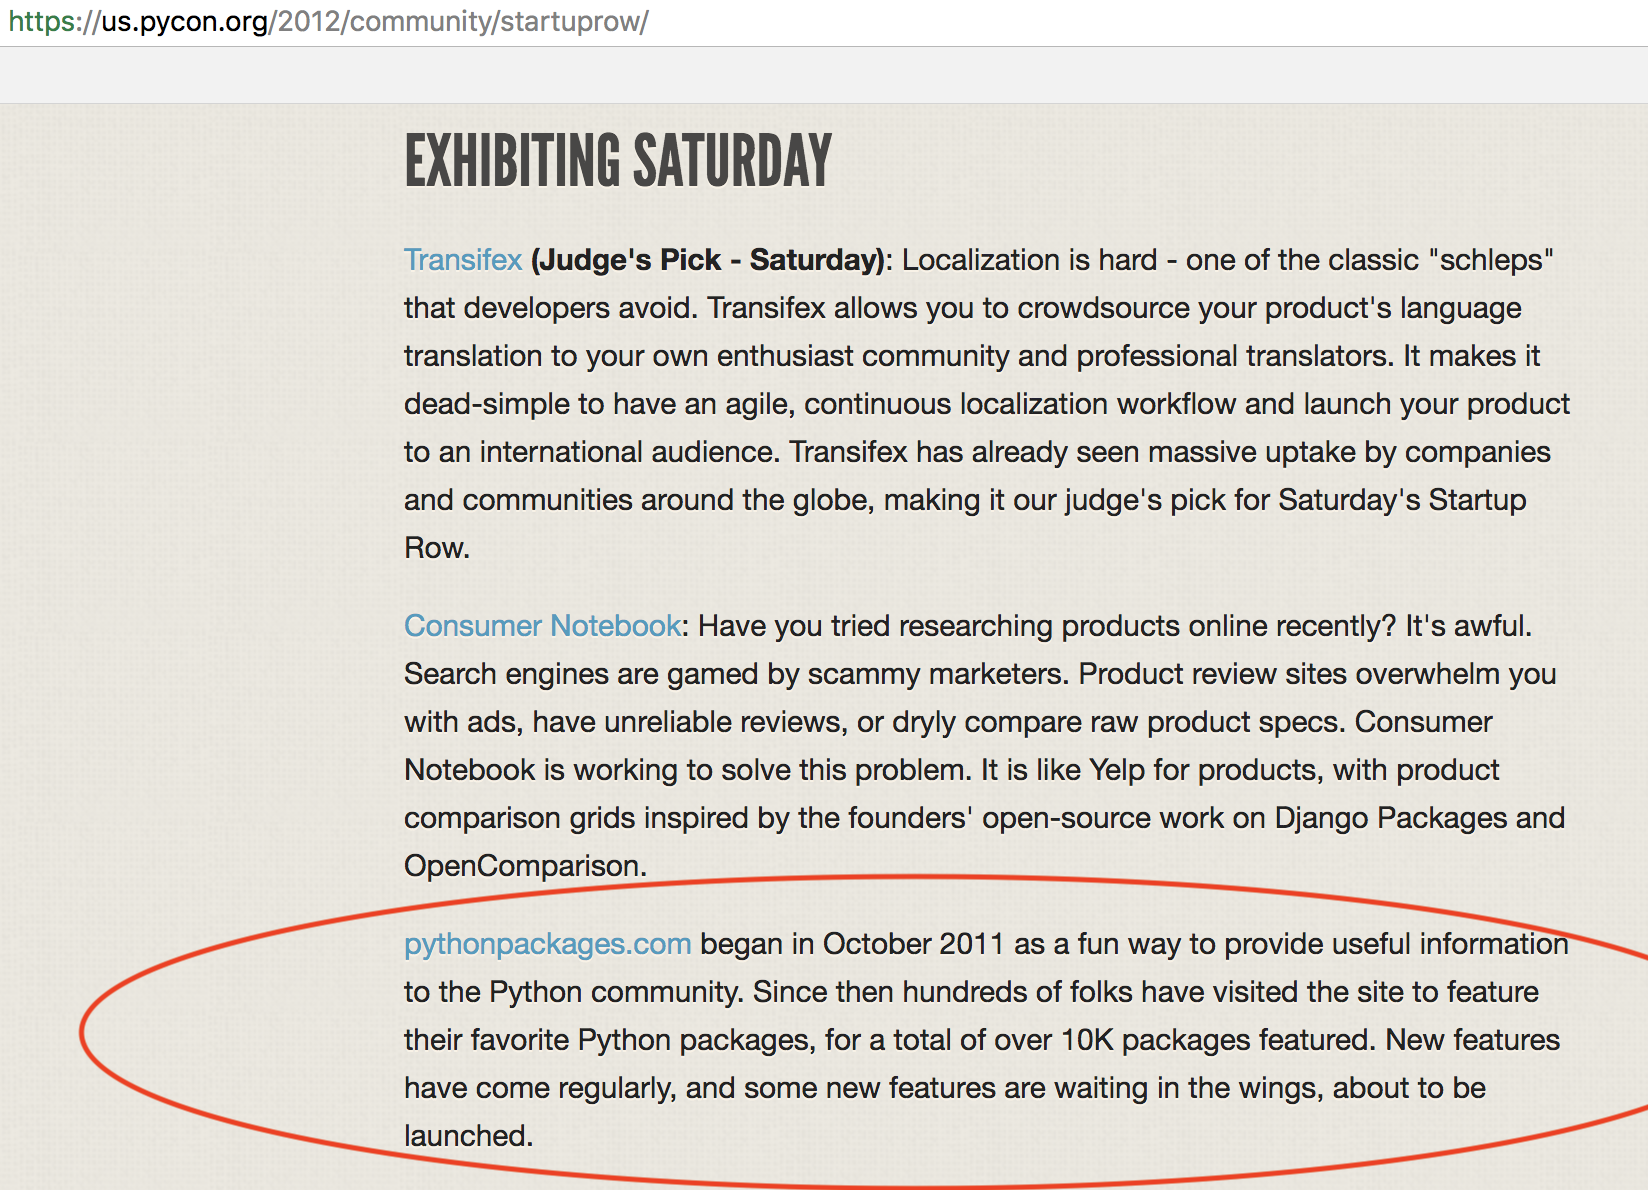 https://us.pycon.org/2012/community/startuprow/
EXHIBITING SATURDAY
Transifex (Judge's Pick - Saturday): Localization is hard - one of the classic "schleps"
that developers avoid. Transifex allows you to crowdsource your product's language
translation to your own enthusiast community and professional translators. It makes it
dead-simple to have an agile, continuous localization workflow and launch your product
to an international audience. Transifex has already seen massive uptake by companies
and communities around the globe, making it our judge's pick for Saturday's Startup
Row.
Consumer Notebook: Have you tried researching products online recently? It's awful.
Search engines are gamed by scammy marketers. Product review sites overwhelm you
with ads, have unreliable reviews, or dryly compare raw product specs. Consumer
Notebook is working to solve this problem. It is like Yelp for products, with product
comparison grids inspired by the founders' open-source work on Django Packages and
OpenComparison.
pythonpackages.com began in October 2011 as a fun way to provide useful information
to the Python community. Since then hundreds of folks have visited the site to feature
their favorite Python packages, for a total of over 10K packages featured. New features
have come regularly, and some new features are waiting in the wings, about to be
launched.